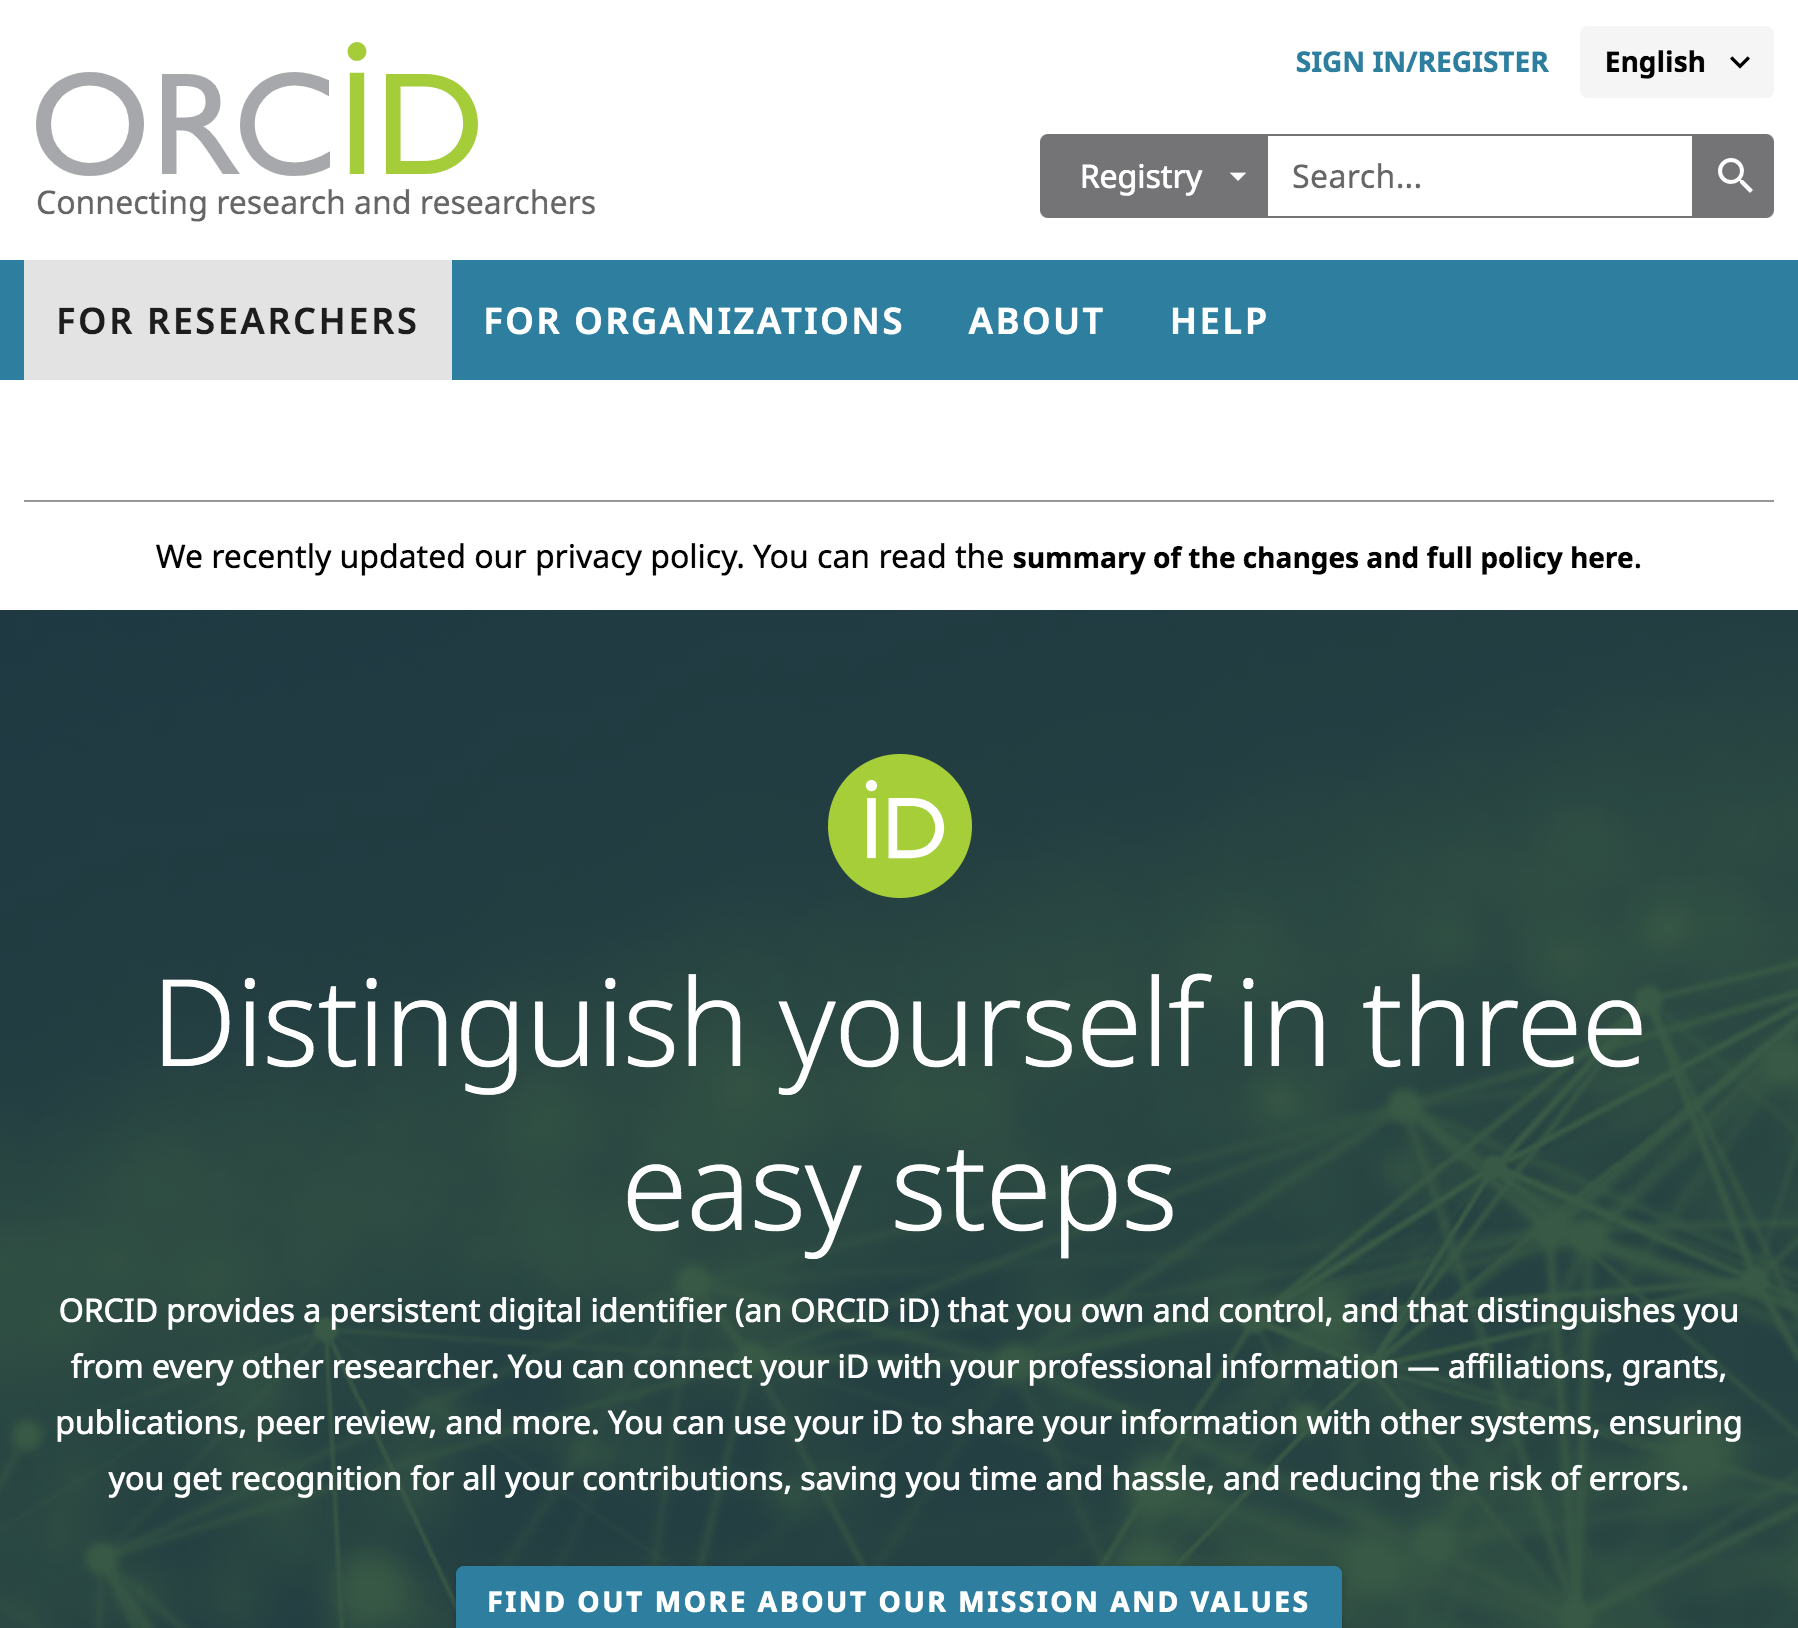 ORCiD
Connecting research and researchers
SIGN IN/REGISTER
English
Registry
Search...
FOR RESEARCHERS
FOR ORGANIZATIONS
ABOUT
HELP
We recently updated our privacy policy. You can read the summary of the changes and full policy here.
iD
Distinguish yourself in three
easy steps
ORCID provides a persistent digital identifier (an ORCID iD) that you own and control, and that distinguishes you
from every other researcher. You can connect your iD with your professional information — affiliations, grants,
publications, peer review, and more. You can use your iD to share your information with other systems, ensuring
you get recognition for all your contributions, saving you time and hassle, and reducing the risk of errors.
FIND OUT MORE ABOUT OUR MISSION AND VALUES